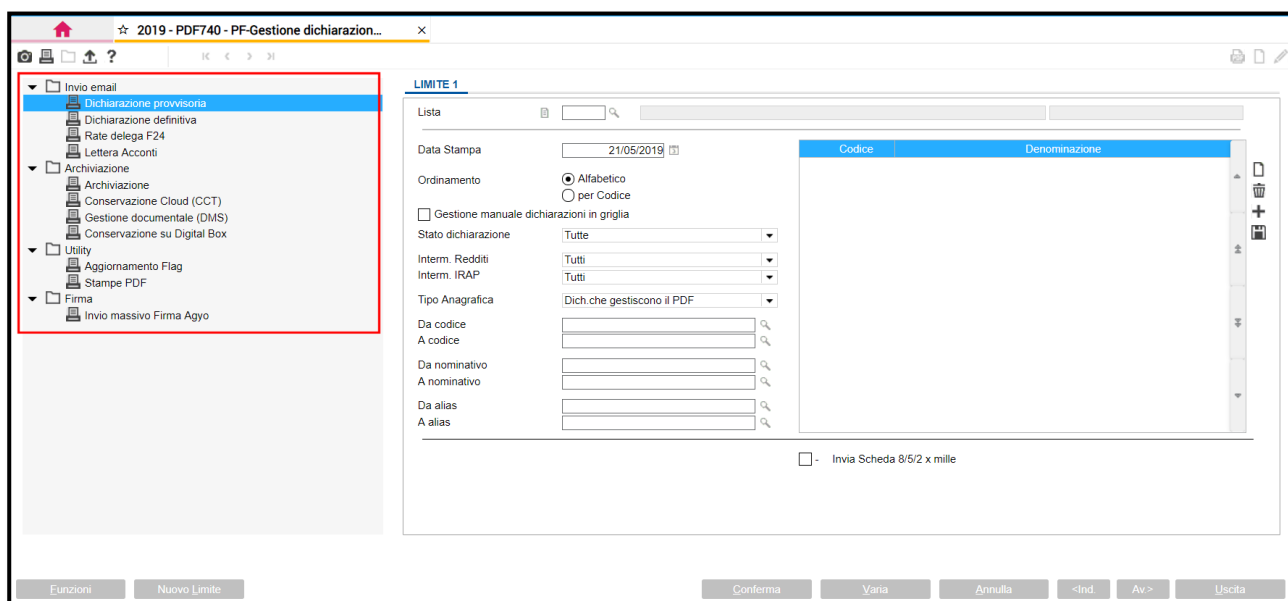 2019 - PDF740 - PF-Gestione dichiarazion...
?
Invio email
Dichiarazione provvisoria
Dichiarazione definitiva
Rate delega F24
Lettera Acconti
Archiviazione
Archiviazione
Conservazione Cloud (CCT)
Gestione documentale (DMS)
Conservazione su Digital Box
Utility
Aggiornamento Flag
Stampe PDF
Firma
Invio massivo Firma Agyo
LIMITE 1
Lista
Data Stampa 21/05/2019
Ordinamento Alfabetico
per Codice
Gestione manuale dichiarazioni in griglia
Stato dichiarazione Tutte
Interm. Redditi Tutti
Interm. IRAP Tutti
Tipo Anagrafica Dich.che gestiscono il PDF
Da codice
A codice
Da nominativo
A nominativo
Da alias
A alias
Codice Denominazione
- Invia Scheda 8/5/2 x mille
Funzioni Nuovo Limite Conferma Varia Annulla <Ind. Av.> Uscita